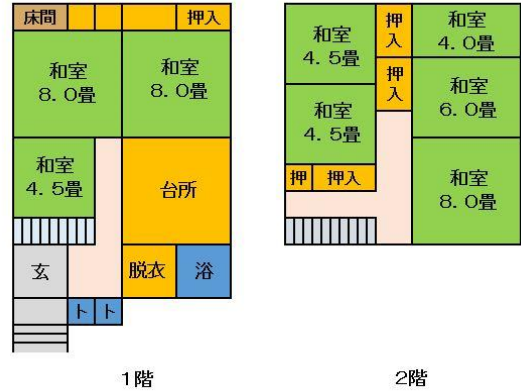 床間
押入
和室
8.0畳
和室
8.0畳
和室
4.5畳
台所
玄
脱衣
浴
ト
ト
1階
和室
4.5畳
押
入
和室
4.0畳
押
入
和室
6.0畳
和室
4.5畳
押
押入
和室
8.0畳
2階